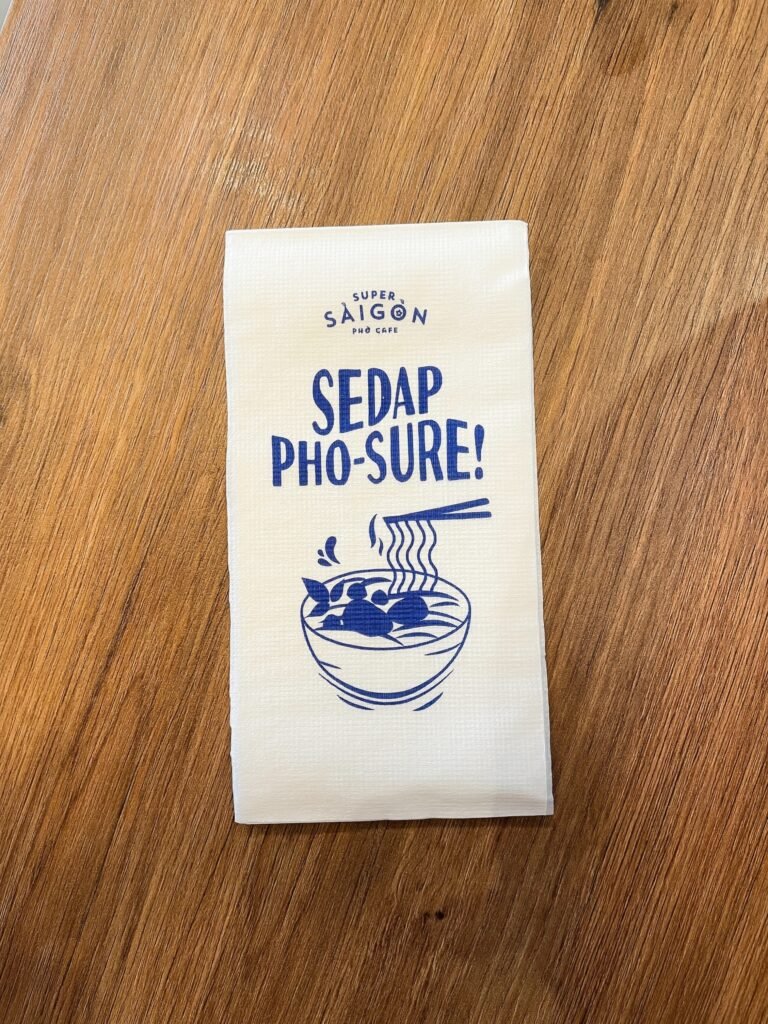 SUPER
SÀIGÒN
PHỞ CAFE
SEDAP
PHO-SURE!